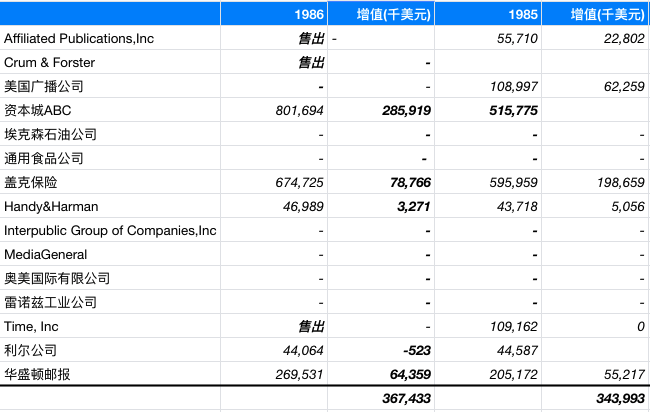 1986 增值(千美元) 1985 增值(千美元)
Affiliated Publications,Inc 售出 - 55,710 22,802
Crum & Forster 售出 -
美国广播公司 - - 108,997 62,259
资本城ABC 801,694 285,919 515,775
埃克森石油公司 - - - -
通用食品公司 - - - -
盖克保险 674,725 78,766 595,959 198,659
Handy&Harman 46,989 3,271 43,718 5,056
Interpublic Group of Companies,Inc - - - -
MediaGeneral - - - -
奥美国际有限公司 - - - -
雷诺兹工业公司 - - - -
Time, Inc 售出 - 109,162 0
利尔公司 44,064 -523 44,587
华盛顿邮报 269,531 64,359 205,172 55,217
367,433 343,993